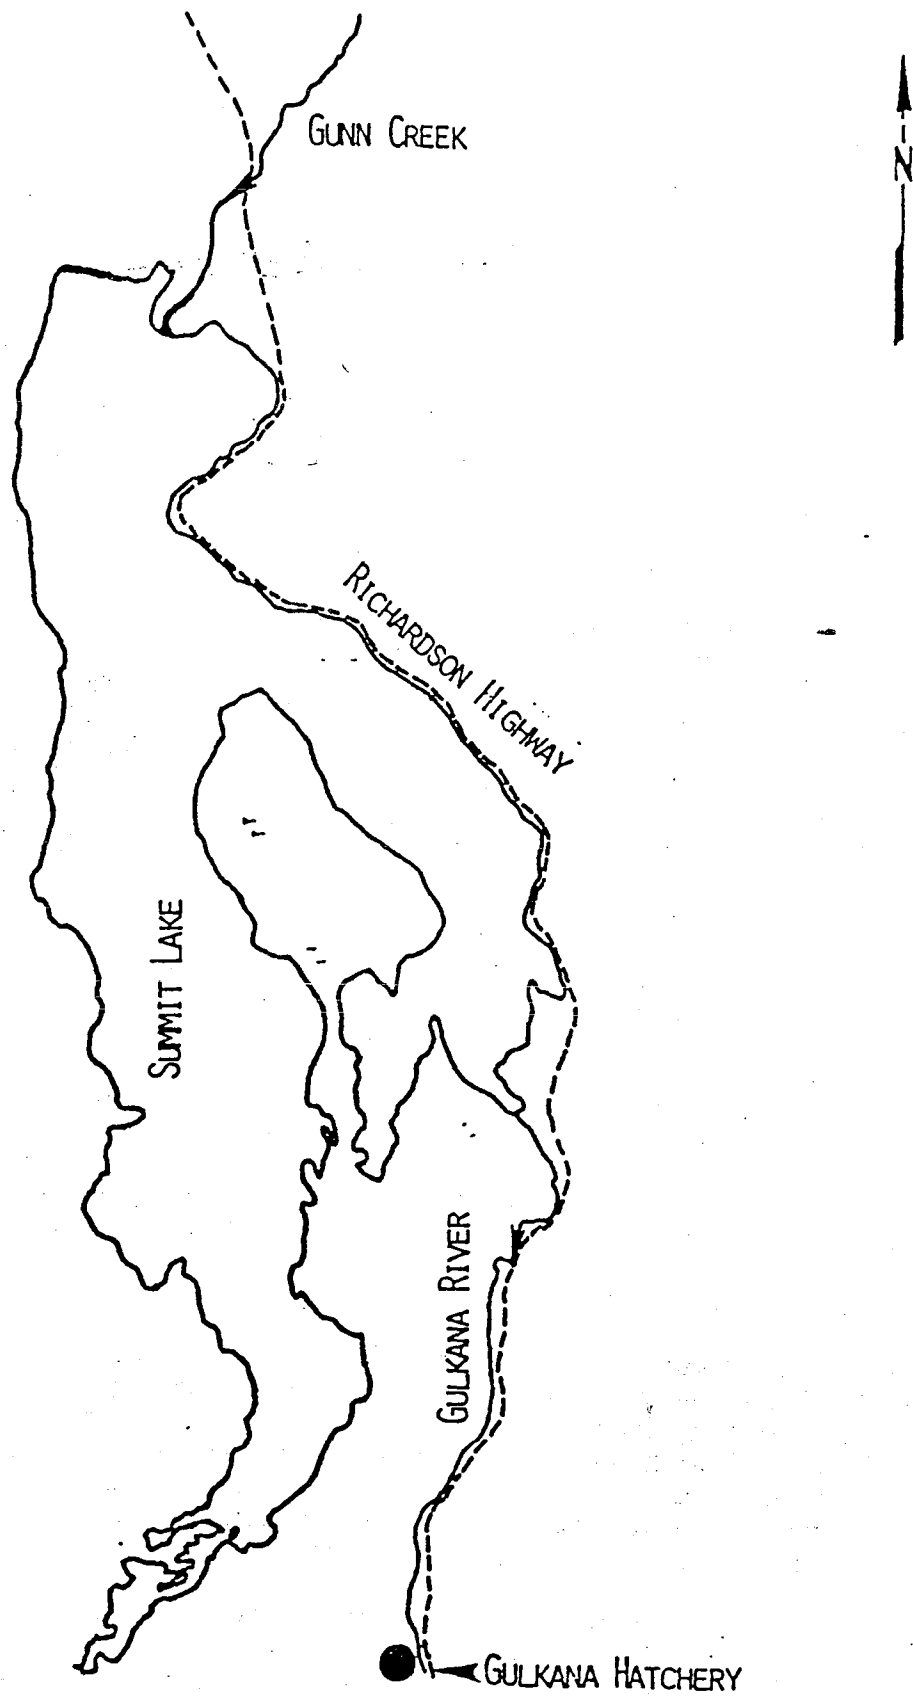 GUNN CREEK
N
RICHARDSON HIGHWAY
SUMMIT LAKE
GULKANA RIVER
GULKANA HATCHERY